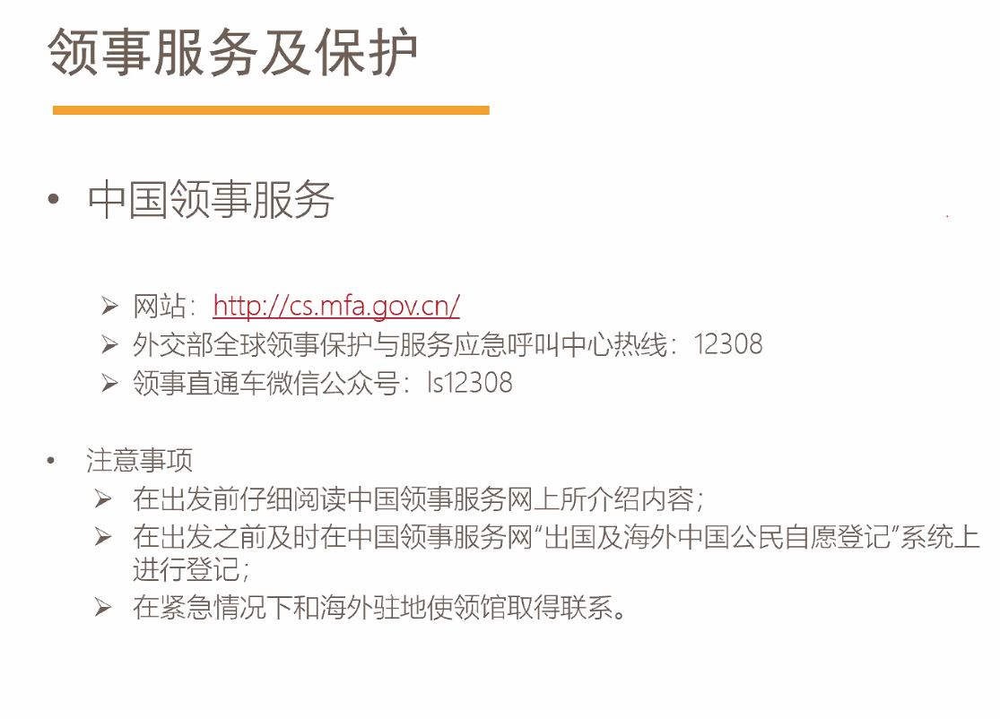 领事服务及保护
• 中国领事服务
➢ 网站：http://cs.mfa.gov.cn/
➢ 外交部全球领事保护与服务应急呼叫中心热线：12308
➢ 领事直通车微信公众号：ls12308
• 注意事项
➢ 在出发前仔细阅读中国领事服务网上所介绍内容；
➢ 在出发之前及时在中国领事服务网“出国及海外中国公民自愿登记”系统上
进行登记；
➢ 在紧急情况下和海外驻地使领馆取得联系。